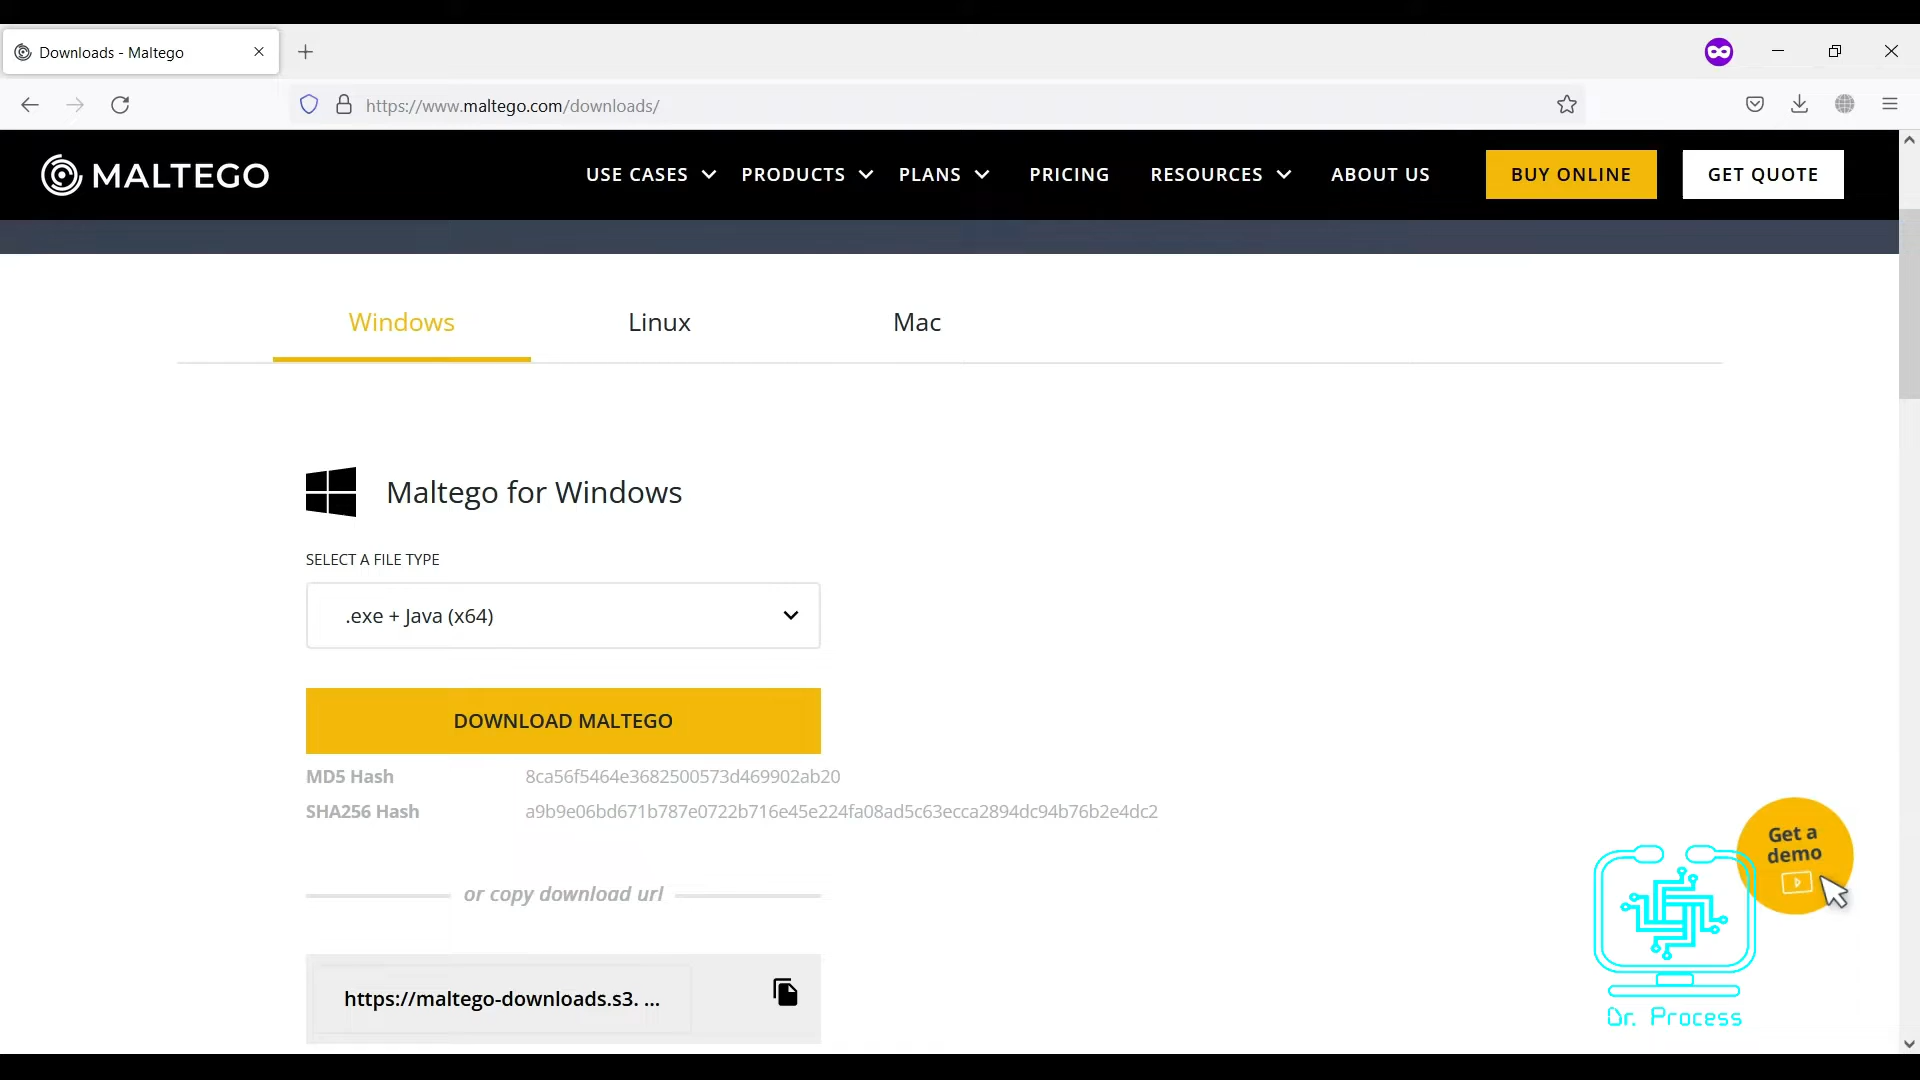 Downloads - Maltego
https://www.maltego.com/downloads/
MALTEGO
USE CASES PRODUCTS PLANS PRICING RESOURCES ABOUT US BUY ONLINE GET QUOTE
Windows Linux Mac
Maltego for Windows
SELECT A FILE TYPE
.exe + Java (x64)
DOWNLOAD MALTEGO
MD5 Hash 8ca56f5464e3682500573d469902ab20
SHA256 Hash a9b9e06bd671b787e0722b716e45e224fa08ad5c63ecca2894dc94b76b2e4dc2
or copy download url
https://maltego-downloads.s3. ...
Get a
demo
Dr. Process